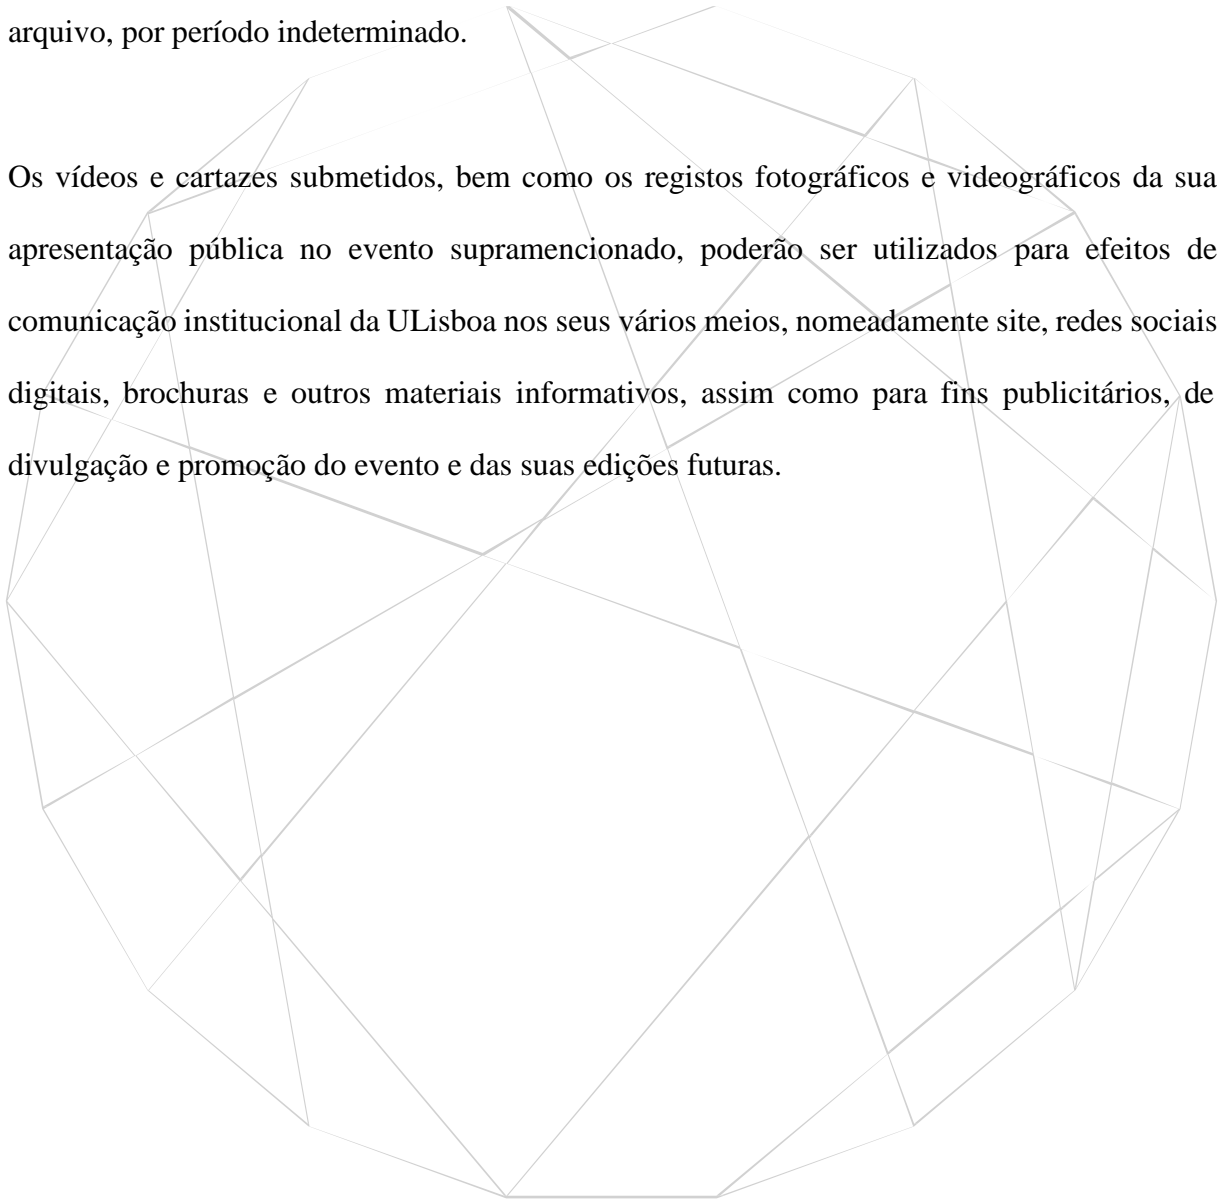 arquivo, por período indeterminado.
Os vídeos e cartazes submetidos, bem como os registos fotográficos e videográficos da sua
apresentação pública no evento supramencionado, poderão ser utilizados para efeitos de
comunicação institucional da ULisboa nos seus vários meios, nomeadamente site, redes sociais
digitais, brochuras e outros materiais informativos, assim como para fins publicitários, de
divulgação e promoção do evento e das suas edições futuras.